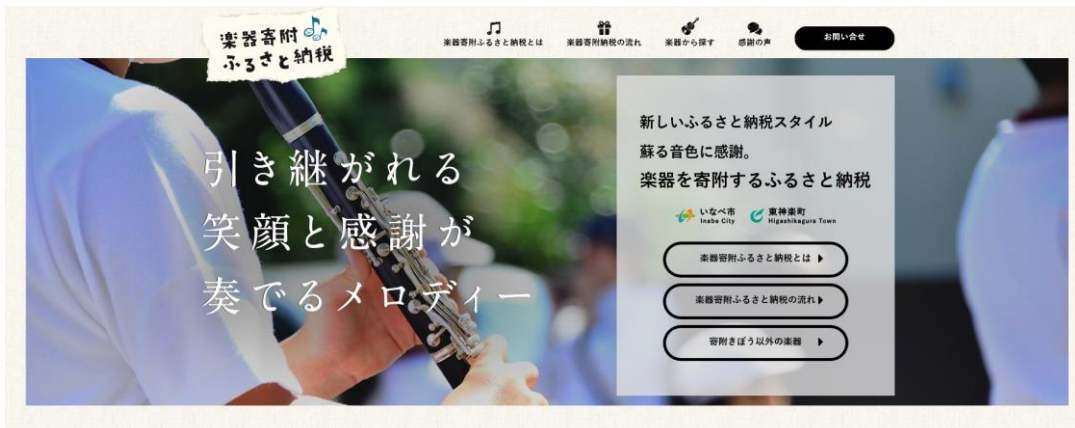 楽器寄附
ふるさと納税
楽器寄附ふるさと納税とは
楽器寄附納税の流れ
楽器から探す
感謝の声
お問い合せ
引き継がれる
笑顔と感謝が
奏でるメロディー
新しいふるさと納税スタイル
蘇る音色に感謝。
楽器を寄附するふるさと納税
いなべ市
Inabe City
東神楽町
Higashikagura Town
楽器寄附ふるさと納税とは
楽器寄附ふるさと納税の流れ
寄附きぼう以外の楽器